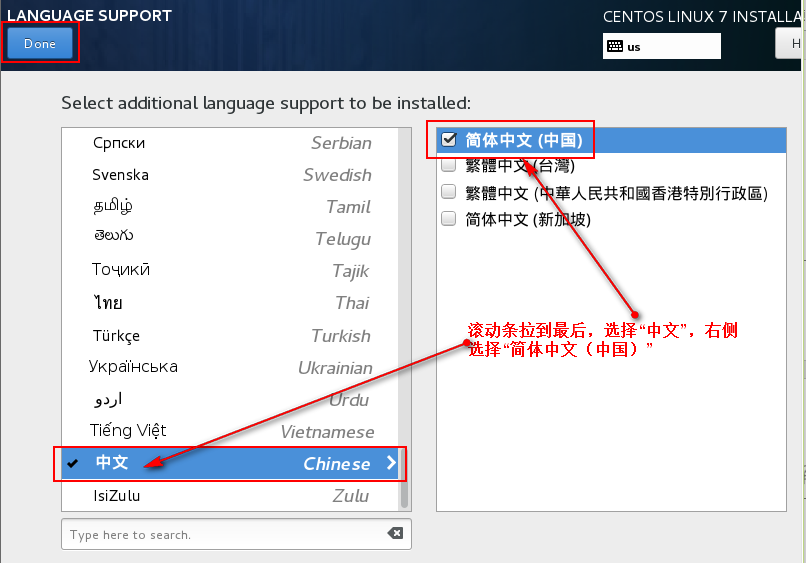 LANGUAGE SUPPORT
CENTOS LINUX 7 INSTALLA
Done
us
H
Select additional language support to be installed:
Српски Serbian
Svenska Swedish
தமிழ் Tamil
తెలుగు Telugu
Тоҷикӣ Tajik
ไทย Thai
Türkçe Turkish
Українська Ukrainian
اردو Urdu
Tiếng Việt Vietnamese
中文 Chinese
IsiZulu Zulu
Type here to search.
简体中文 (中国)
繁體中文 (台灣)
繁體中文 (中華人民共和國香港特別行政區)
简体中文 (新加坡)
滚动条拉到最后，选择“中文”，右侧
选择“简体中文（中国）”